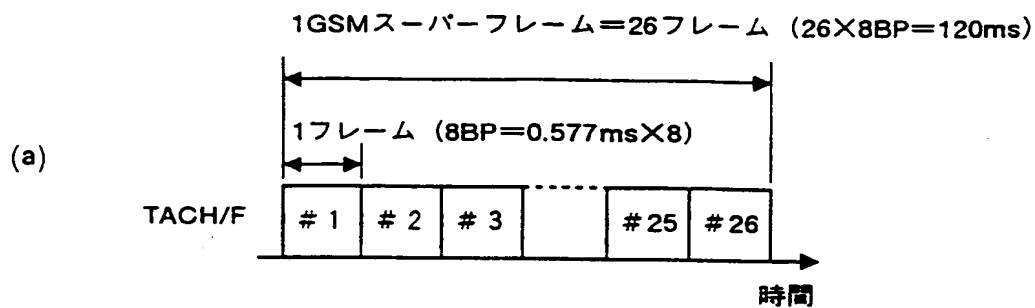 1GSMスーパーフレーム＝26フレーム（26×8BP＝120ms）
1フレーム（8BP＝0.577ms×8）
(a)
TACH/F
＃1 ＃2 ＃3 ＃25 ＃26
時間